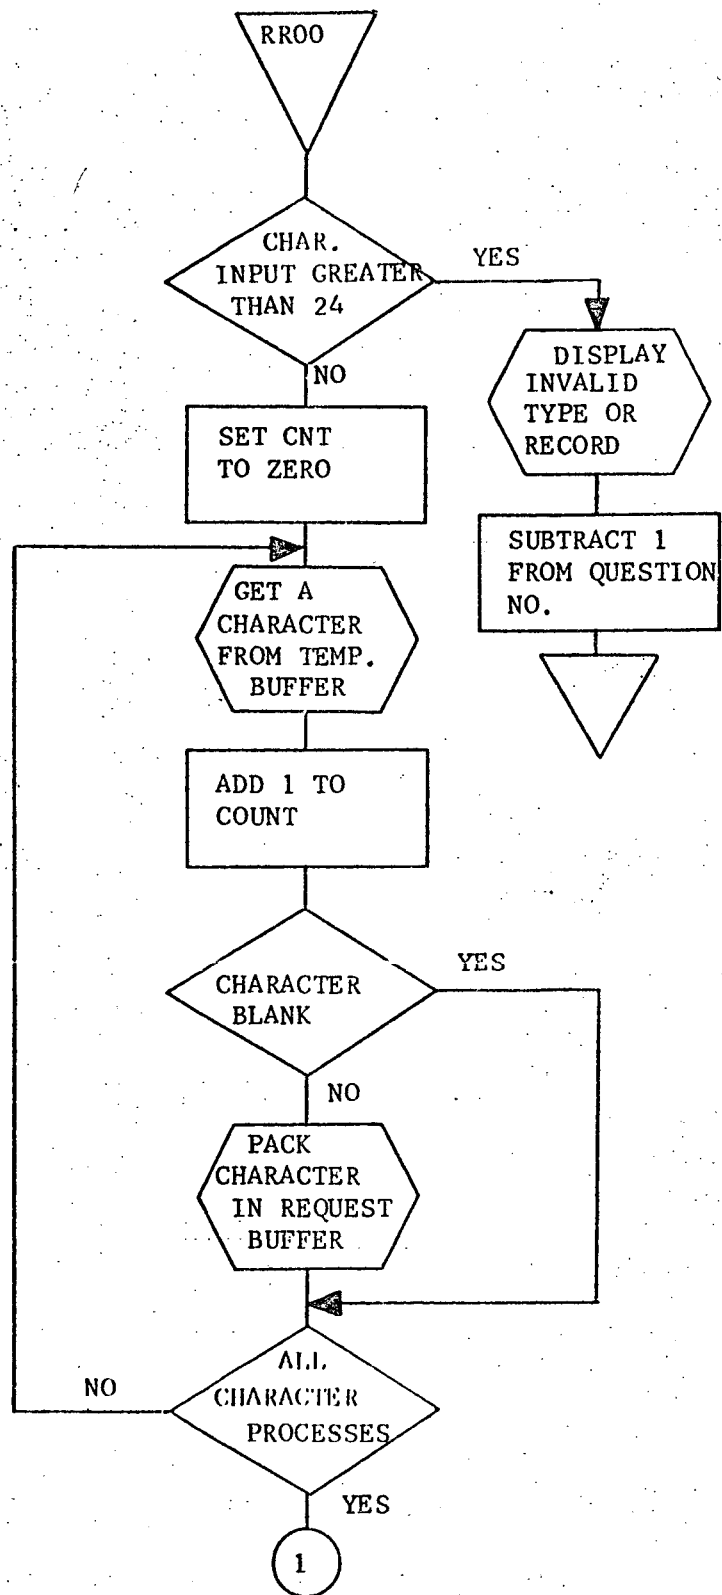 RR00
CHAR.
INPUT GREATER
THAN 24
YES
NO
DISPLAY
INVALID
TYPE OR
RECORD
SET CNT
TO ZERO
SUBTRACT 1
FROM QUESTION
NO.
GET A
CHARACTER
FROM TEMP.
BUFFER
ADD 1 TO
COUNT
CHARACTER
BLANK
YES
NO
PACK
CHARACTER
IN REQUEST
BUFFER
ALL
CHARACTER
PROCESSES
NO
YES
1